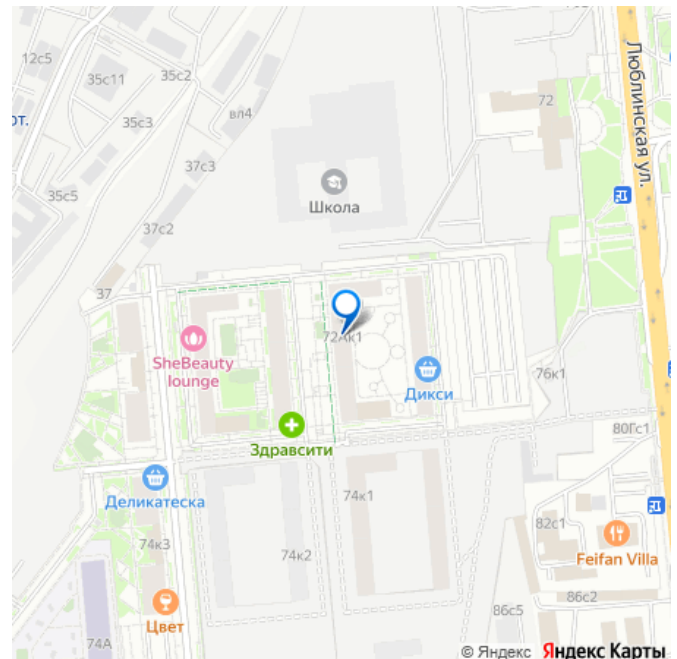 12с5
35с11
35с2
вл4
35с3
от.
37с3
35с5
Школа
37с2
72
Люблинская ул.
37
72Ак1
SheBeauty
lounge
Дикси
76к1
80Гс1
Здравсити
Деликатеска
74к1
74к3
74к2
82с1
Feifan Villa
86с2
86с5
Цвет
74А
© Яндекс Яндекс Карты